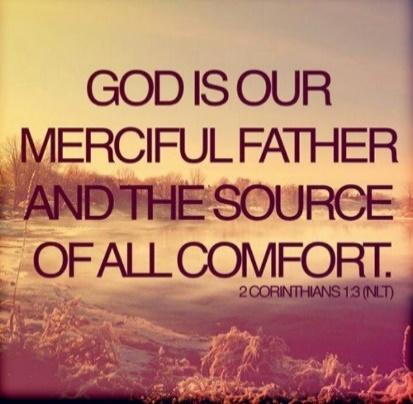 GOD IS OUR
MERCIFUL FATHER
AND THE SOURCE
OF ALL COMFORT.
2 CORINTHIANS 1:3 (NLT)